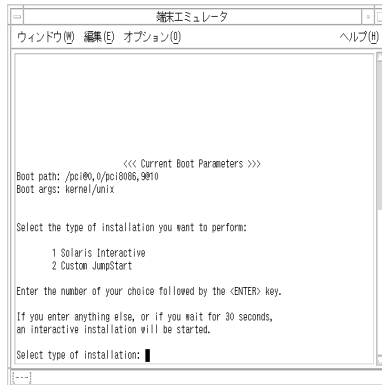 端末エミュレータ
ウィンドウ(W) 編集(E) オプション(O) ヘルプ(H)
<<< Current Boot Parameters >>>
Boot path: /pci@0,0/pci8086,9@10
Boot args: kernel/unix
Select the type of installation you want to perform:
1 Solaris Interactive
2 Custom JumpStart
Enter the number of your choice followed by the <ENTER> key.
If you enter anything else, or if you wait for 30 seconds,
an interactive installation will be started.
Select type of installation:
[---]